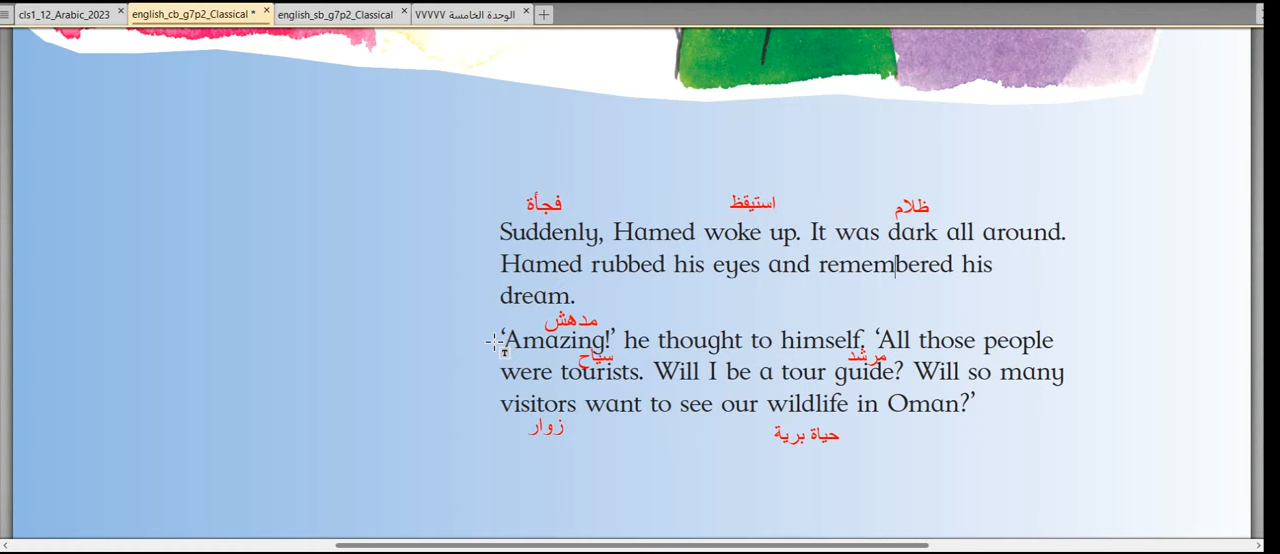 cls1_12_Arabic_2023 english_cb_g7p2_Classical * english_sb_g7p2_Classical الوحدة الخامسة ٧٧٧٧٧
فجأة استيقظ ظلام
Suddenly, Hamed woke up. It was dark all around.
Hamed rubbed his eyes and remembered his
dream.
مدهش
‘Amazing!’ he thought to himself. ‘All those people
سياح مرشد
were tourists. Will I be a tour guide? Will so many
visitors want to see our wildlife in Oman?’
زوار حياة برية